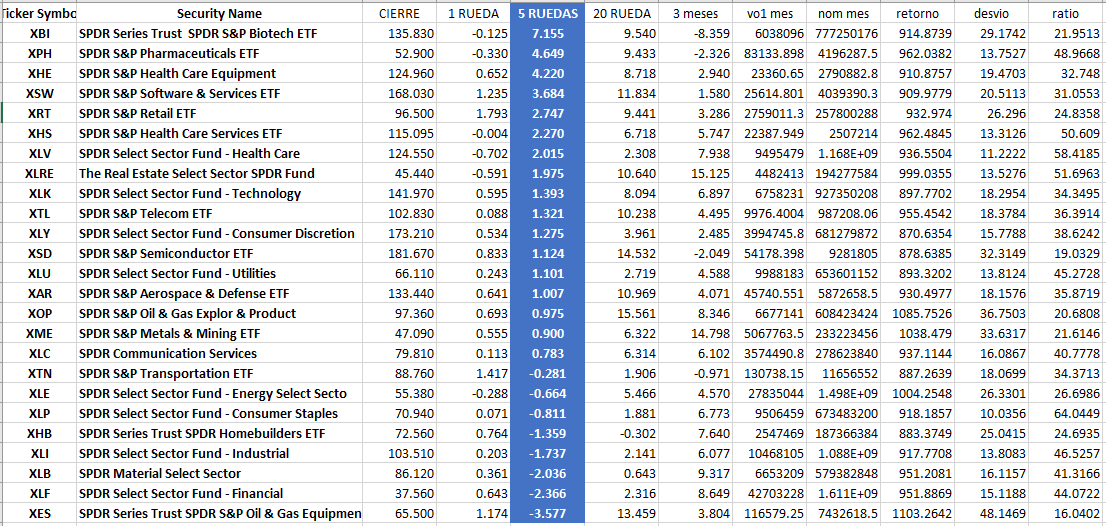 Ticker Symbo Security Name CIERRE 1 RUEDA 5 RUEDAS 20 RUEDA 3 meses vo1 mes nom mes retorno desvio ratio
XBI SPDR Series Trust SPDR S&P Biotech ETF 135.830 -0.125 7.155 9.540 -8.359 6038096 777250176 914.8739 29.1742 21.9513
XPH SPDR S&P Pharmaceuticals ETF 52.900 -0.330 4.649 9.433 -2.326 83133.898 4196287.5 962.0382 13.7527 48.9668
XHE SPDR S&P Health Care Equipment 124.960 0.652 4.220 8.718 2.940 23360.65 2790882.8 910.8757 19.4703 32.748
XSW SPDR S&P Software & Services ETF 168.030 1.235 3.684 11.834 1.580 25614.801 4039390.3 909.9779 20.5113 31.0553
XRT SPDR S&P Retail ETF 96.500 1.793 2.747 9.441 3.286 2759011.3 257800288 932.974 26.296 24.8358
XHS SPDR S&P Health Care Services ETF 115.095 -0.004 2.270 6.718 5.747 22387.949 2507214 962.4845 13.3126 50.609
XLV SPDR Select Sector Fund - Health Care 124.550 -0.702 2.015 2.308 7.938 9495479 1.168E+09 936.5504 11.2222 58.4185
XLRE The Real Estate Select Sector SPDR Fund 45.440 -0.591 1.975 10.640 15.125 4482413 194277584 999.0355 13.5276 51.6963
XLK SPDR Select Sector Fund - Technology 141.970 0.595 1.393 8.094 6.897 6758231 927350208 897.7702 18.2954 34.3495
XTL SPDR S&P Telecom ETF 102.830 0.088 1.321 10.238 4.495 9976.4004 987208.06 955.4542 18.3784 36.3914
XLY SPDR Select Sector Fund - Consumer Discretion 173.210 0.534 1.275 3.961 2.485 3994745.8 681279872 870.6354 15.7788 38.6242
XSD SPDR S&P Semiconductor ETF 181.670 0.833 1.124 14.532 -2.049 54178.398 9281805 878.6385 32.3149 19.0329
XLU SPDR Select Sector Fund - Utilities 66.110 0.243 1.101 2.719 4.588 9988183 653601152 893.3202 13.8124 45.2728
XAR SPDR S&P Aerospace & Defense ETF 133.440 0.641 1.007 10.969 4.071 45740.551 5872658.5 930.4977 18.1576 35.8719
XOP SPDR S&P Oil & Gas Explor & Product 97.360 0.693 0.975 15.561 8.346 6677141 608423424 1085.7526 36.7503 20.6808
XME SPDR S&P Metals & Mining ETF 47.090 0.555 0.900 6.322 14.798 5067763.5 233223456 1038.479 33.6317 21.6146
XLC SPDR Communication Services 79.810 0.113 0.783 6.314 6.102 3574490.8 278623840 937.1144 16.0867 40.7778
XTN SPDR S&P Transportation ETF 88.760 1.417 -0.281 1.906 -0.971 130738.15 11656552 887.2639 18.0699 34.3713
XLE SPDR Select Sector Fund - Energy Select Secto 55.380 -0.288 -0.664 5.466 4.570 27835044 1.498E+09 1004.2548 26.3301 26.6986
XLP SPDR Select Sector Fund - Consumer Staples 70.940 0.071 -0.811 1.881 6.773 9506459 673483200 918.1857 10.0356 64.0449
XHB SPDR Series Trust SPDR Homebuilders ETF 72.560 0.764 -1.359 -0.302 7.640 2547469 187366384 883.3749 25.0415 24.6935
XLI SPDR Select Sector Fund - Industrial 103.510 0.203 -1.737 2.141 6.077 10468105 1.088E+09 917.7708 13.8083 46.5257
XLB SPDR Material Select Sector 86.120 0.361 -2.036 0.643 9.317 6653209 579382848 951.2081 16.1157 41.3166
XLF SPDR Select Sector Fund - Financial 37.560 0.643 -2.366 2.316 8.649 42703228 1.611E+09 951.8869 15.1188 44.0722
XES SPDR Series Trust SPDR S&P Oil & Gas Equipmen 65.500 1.174 -3.577 13.459 3.804 116579.25 7432618.5 1103.2642 48.1469 16.0402